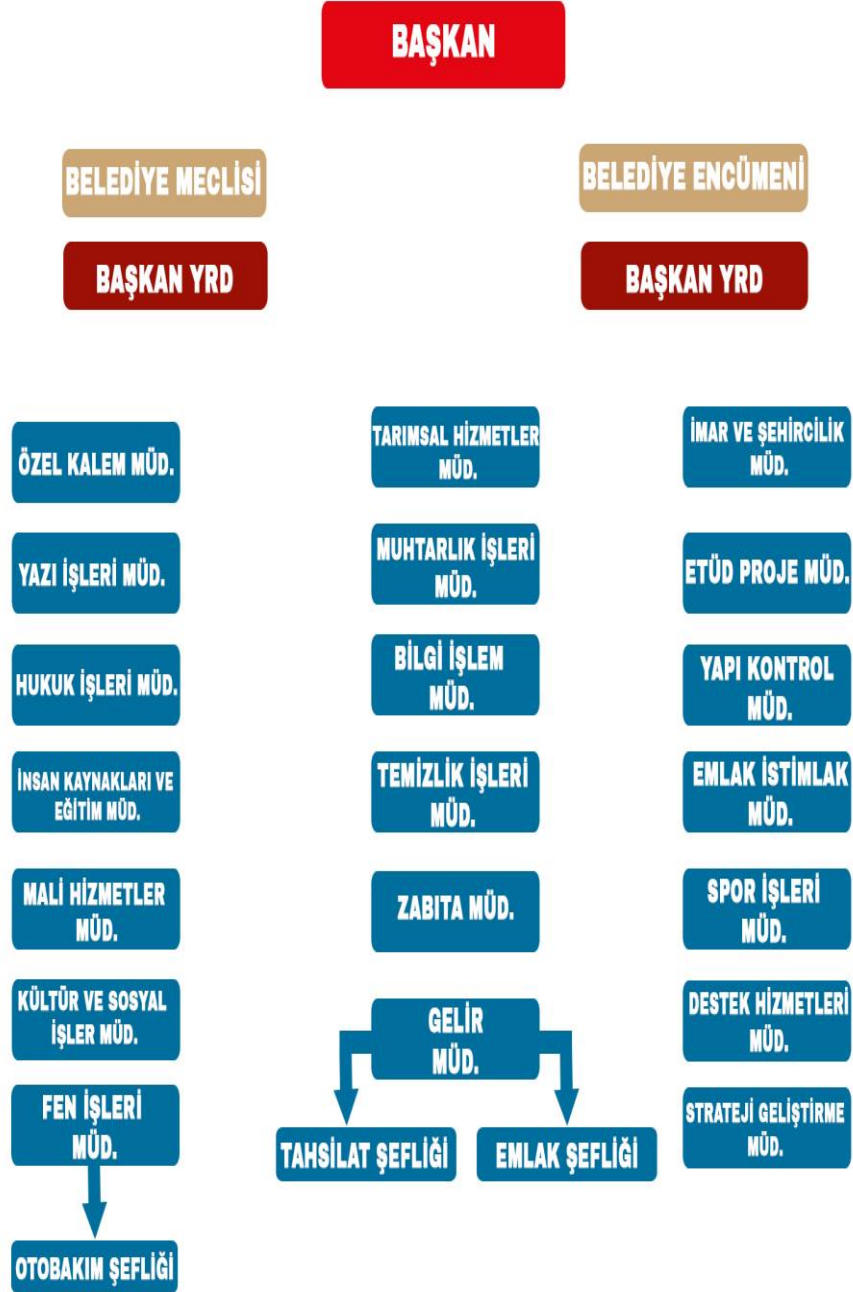 BAŞKAN
BELEDİYE MECLİSİ
BELEDİYE ENCÜMENİ
BAŞKAN YRD
BAŞKAN YRD
ÖZEL KALEM MÜD.
TARIMSAL HİZMETLER
MÜD.
İMAR VE ŞEHİRCİLİK
MÜD.
YAZI İŞLERİ MÜD.
MUHTARLIK İŞLERİ
MÜD.
ETÜD PROJE MÜD.
HUKUK İŞLERİ MÜD.
BİLGİ İŞLEM
MÜD.
YAPI KONTROL
MÜD.
İNSAN KAYNAKLARI VE
EĞİTİM MÜD.
TEMİZLİK İŞLERİ
MÜD.
EMLAK İSTİMLAK
MÜD.
MALİ HİZMETLER
MÜD.
ZABITA MÜD.
SPOR İŞLERİ
MÜD.
KÜLTÜR VE SOSYAL
İŞLER MÜD.
GELİR
MÜD.
DESTEK HİZMETLERİ
MÜD.
FEN İŞLERİ
MÜD.
TAHSİLAT ŞEFLİĞİ
EMLAK ŞEFLİĞİ
STRATEJİ GELİŞTİRME
MÜD.
OTOBAKIM ŞEFLİĞİ